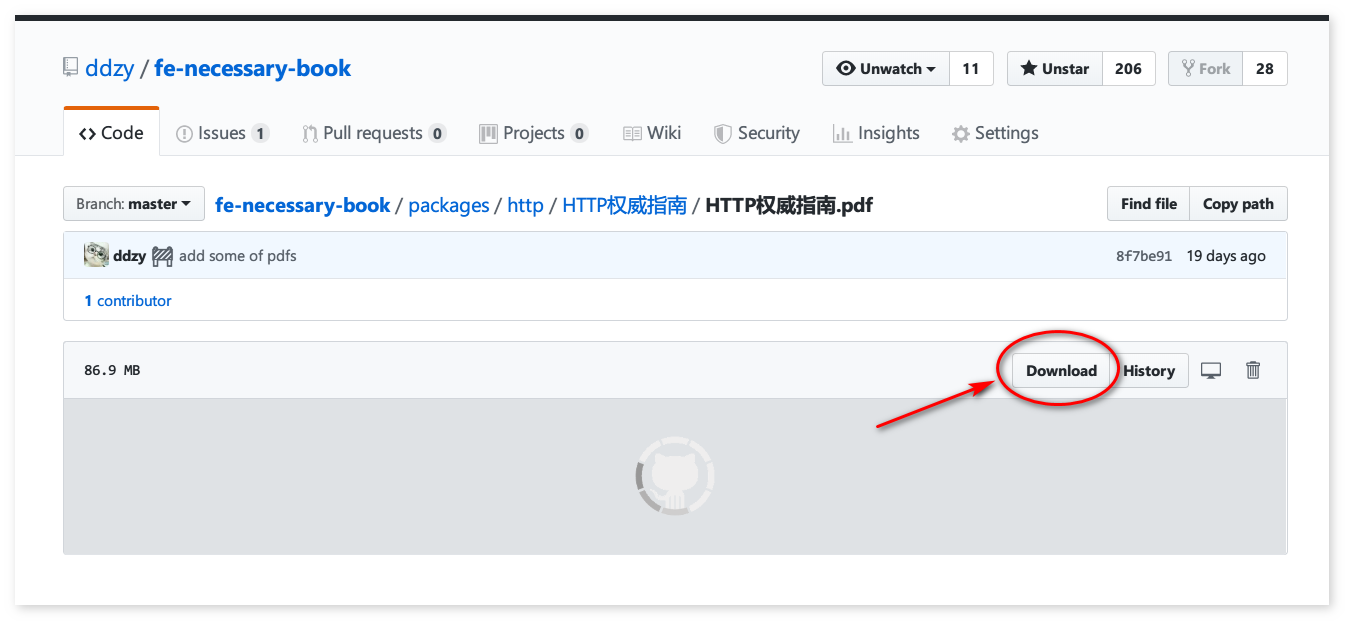 ddzy / fe-necessary-book
Unwatch 11 Unstar 206 Fork 28
Code Issues 1 Pull requests 0 Projects 0 Wiki Security Insights Settings
Branch: master fe-necessary-book / packages / http / HTTP权威指南 / HTTP权威指南.pdf Find file Copy path
ddzy add some of pdfs 8f7be91 19 days ago
1 contributor
86.9 MB Download History